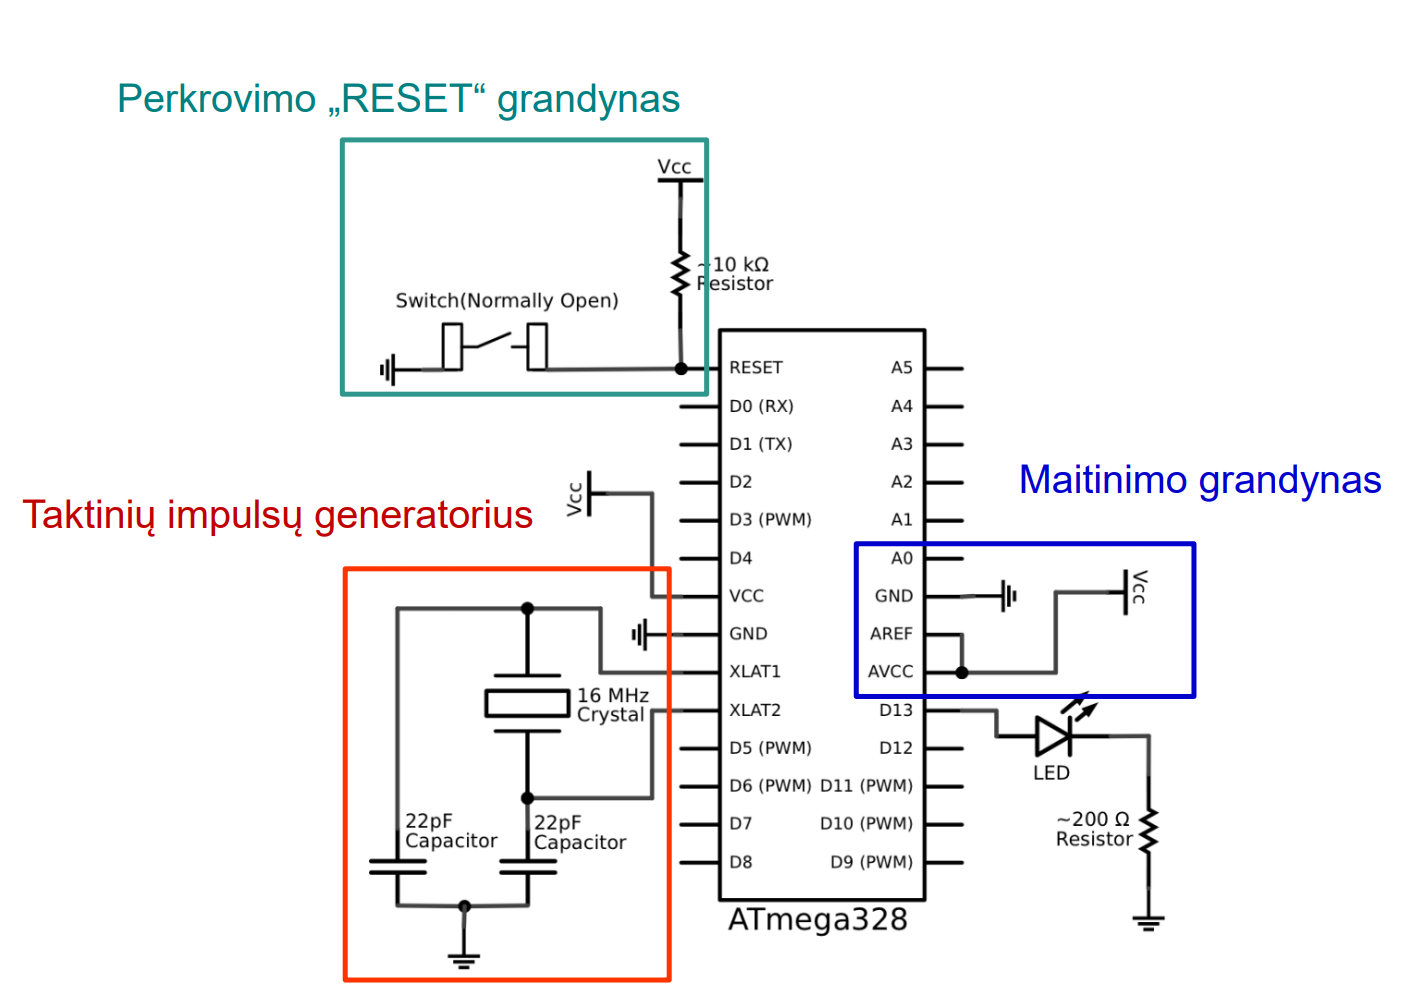 Perkrovimo „RESET“ grandynas
Vcc
~10 kΩ
Resistor
Switch(Normally Open)
RESET
D0 (RX)
D1 (TX)
D2
D3 (PWM)
D4
VCC
GND
XLAT1
XLAT2
D5 (PWM)
D6 (PWM)
D7
D8
A5
A4
A3
A2
A1
A0
GND
AREF
AVCC
D13
D12
D11 (PWM)
D10 (PWM)
D9 (PWM)
ATmega328
Vcc
Taktinių impulsų generatorius
16 MHz
Crystal
22pF
Capacitor
22pF
Capacitor
Maitinimo grandynas
Vcc
LED
~200 Ω
Resistor